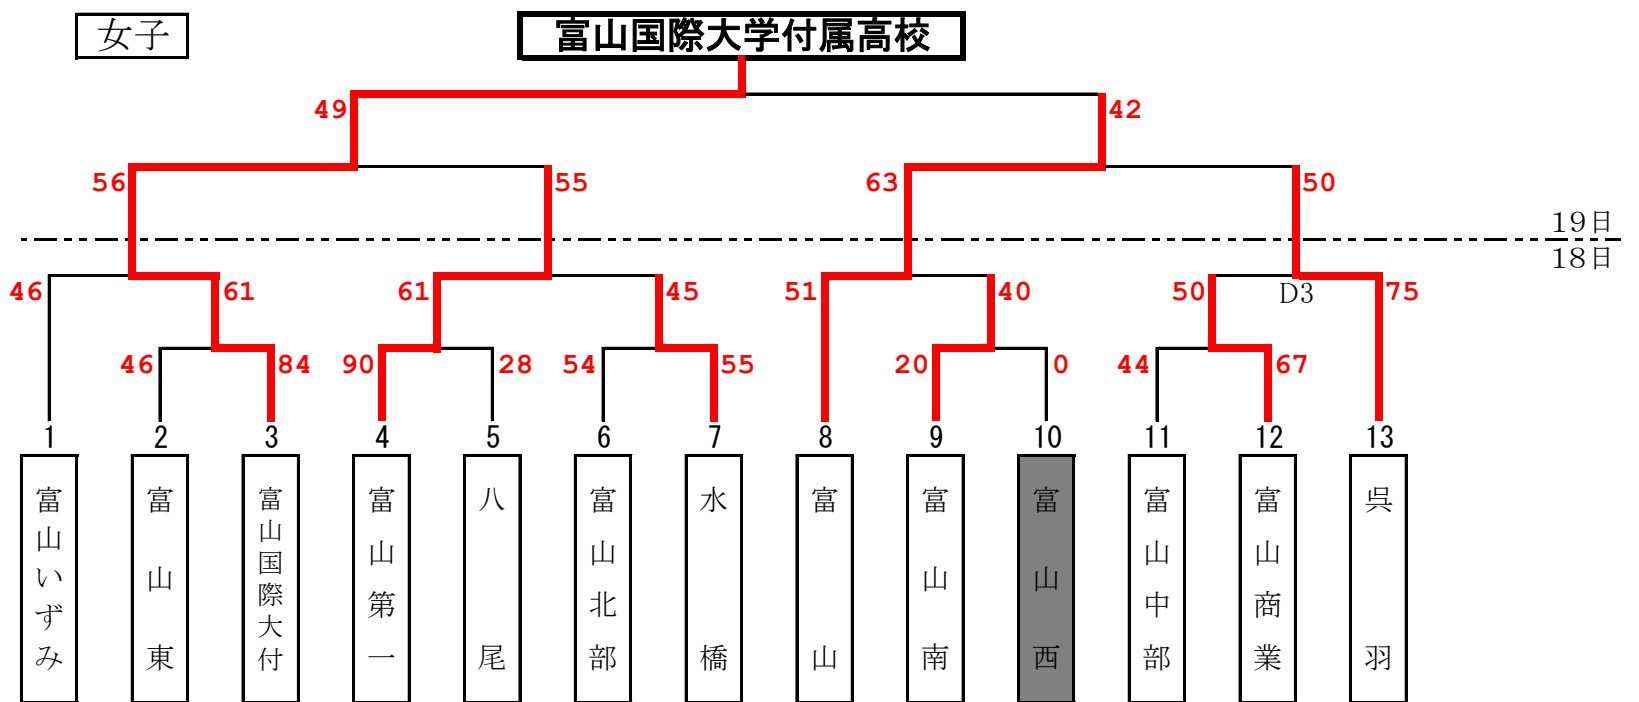 女子
富山国際大学付属高校
49 42
56 55 63 50
19日
18日
46 61 61 45 51 40 50 D3 75
46 84 90 28 54 55 20 0 44 67
1 2 3 4 5 6 7 8 9 10 11 12 13
富山いずみ
富山東
富山国際大付
富山第一
八尾
富山北部
水橋
富山
富山南
富山西
富山中部
富山商業
呉羽